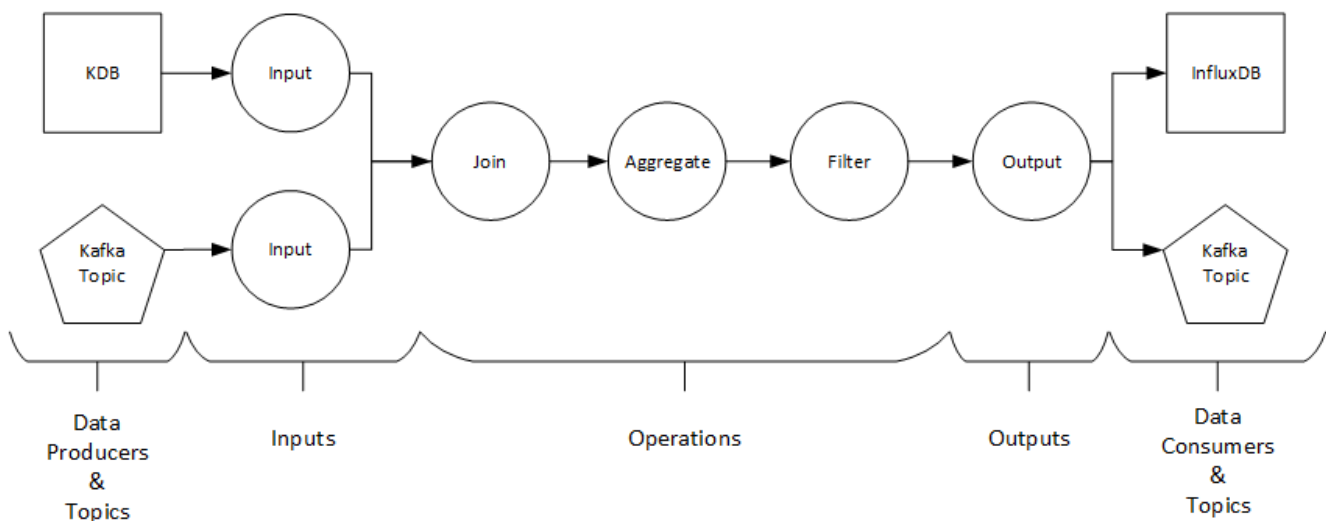 KDB
Input
InfluxDB
Join
Aggregate
Filter
Output
Kafka
Topic
Input
Kafka
Topic
Data
Producers
&
Topics
Inputs
Operations
Outputs
Data
Consumers
&
Topics